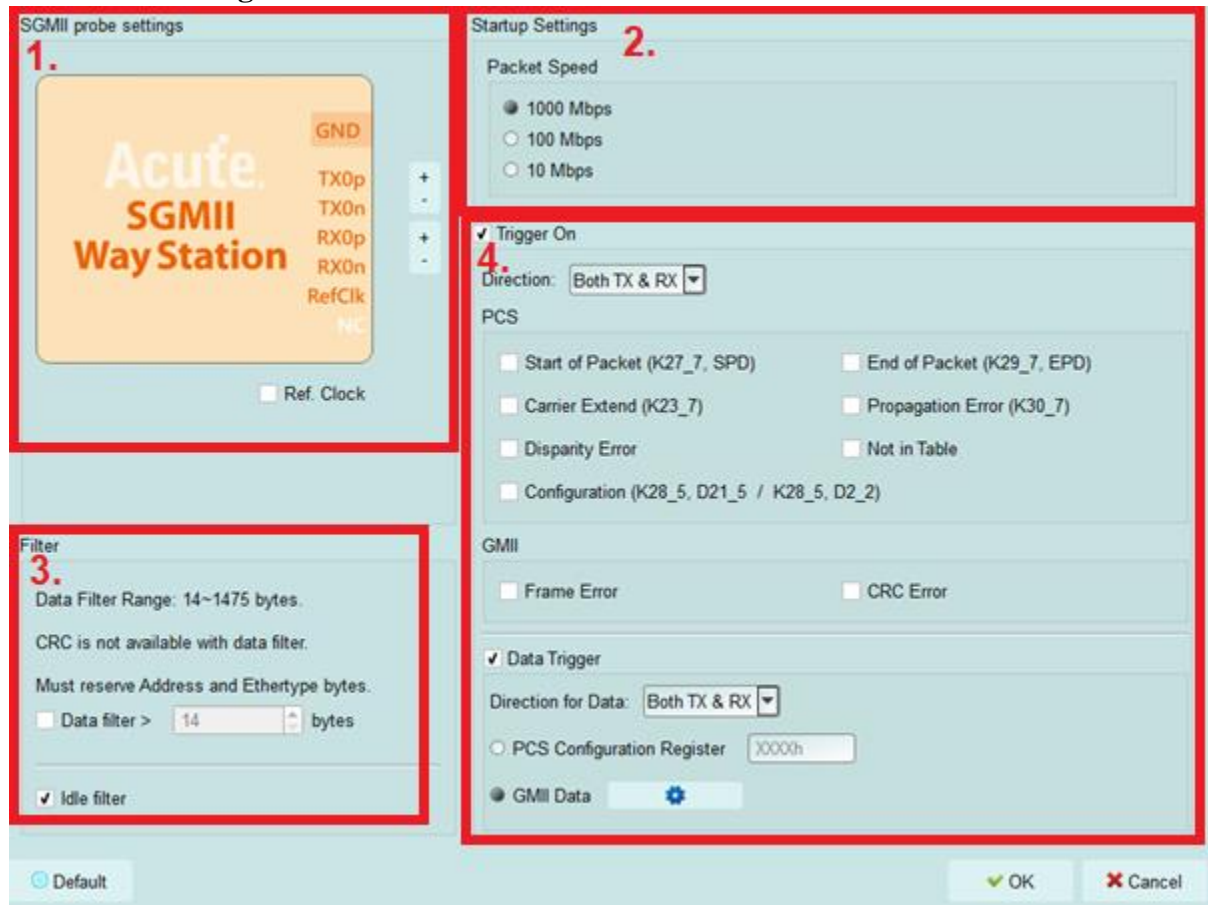 SGMII probe settings
1.
Acute
SGMII
Way Station
GND
TX0p
TX0n
RX0p
RX0n
RefClk
NC
+
-
+
-
Ref. Clock
Startup Settings
2.
Packet Speed
1000 Mbps
100 Mbps
10 Mbps
Filter
3.
Data Filter Range: 14~1475 bytes.
CRC is not available with data filter.
Must reserve Address and Ethertype bytes.
Data filter > 14 bytes
Idle filter
Trigger On
4.
Direction: Both TX & RX
PCS
Start of Packet (K27_7, SPD) End of Packet (K29_7, EPD)
Carrier Extend (K23_7) Propagation Error (K30_7)
Disparity Error Not in Table
Configuration (K28_5, D21_5 / K28_5, D2_2)
GMII
Frame Error CRC Error
Data Trigger
Direction for Data: Both TX & RX
PCS Configuration Register XXXXh
GMII Data
Default OK Cancel